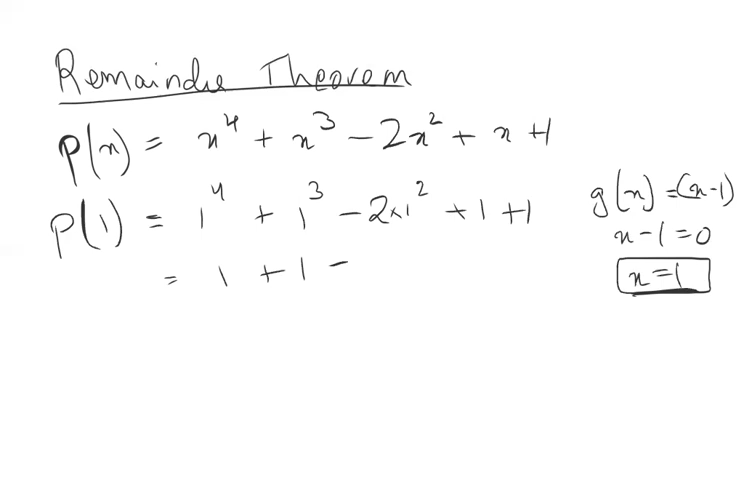 Remainder Theorem
p(x) = x⁴ + x³ - 2x² + x + 1
p(1) = 1⁴ + 1³ - 2×1² + 1 + 1
= 1 + 1 -
g(x) = (x-1)
x - 1 = 0
x = 1